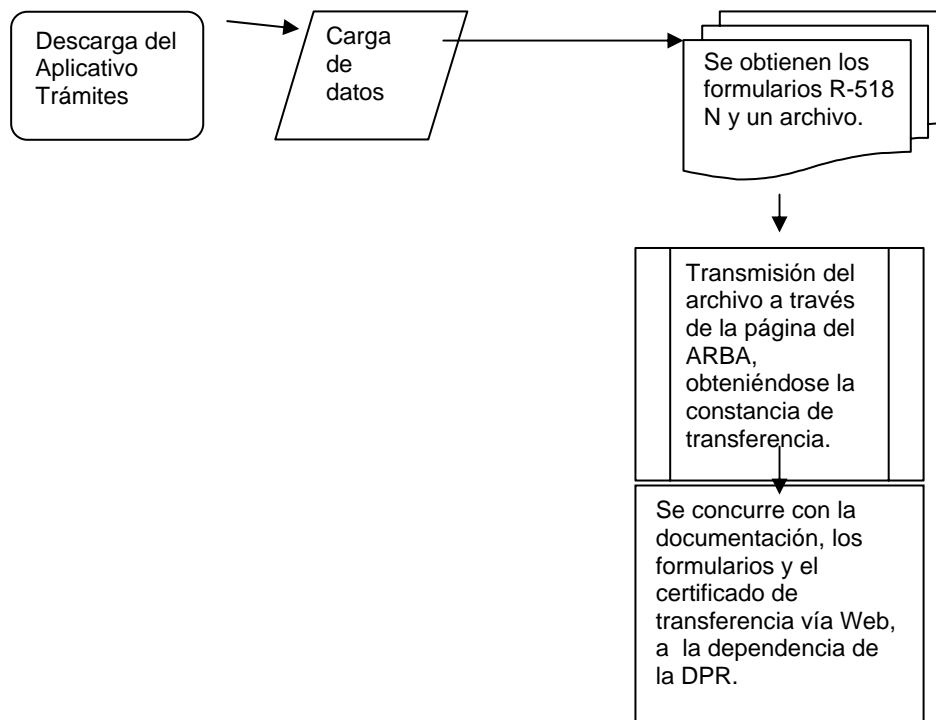 Descarga del
Aplicativo
Trámites
Carga
de
datos
Se obtienen los
formularios R-518
N y un archivo.
Transmisión del
archivo a través
de la página del
ARBA,
obteniéndose la
constancia de
transferencia.
Se concurre con la
documentación, los
formularios y el
certificado de
transferencia vía Web,
a  la dependencia de
la DPR.